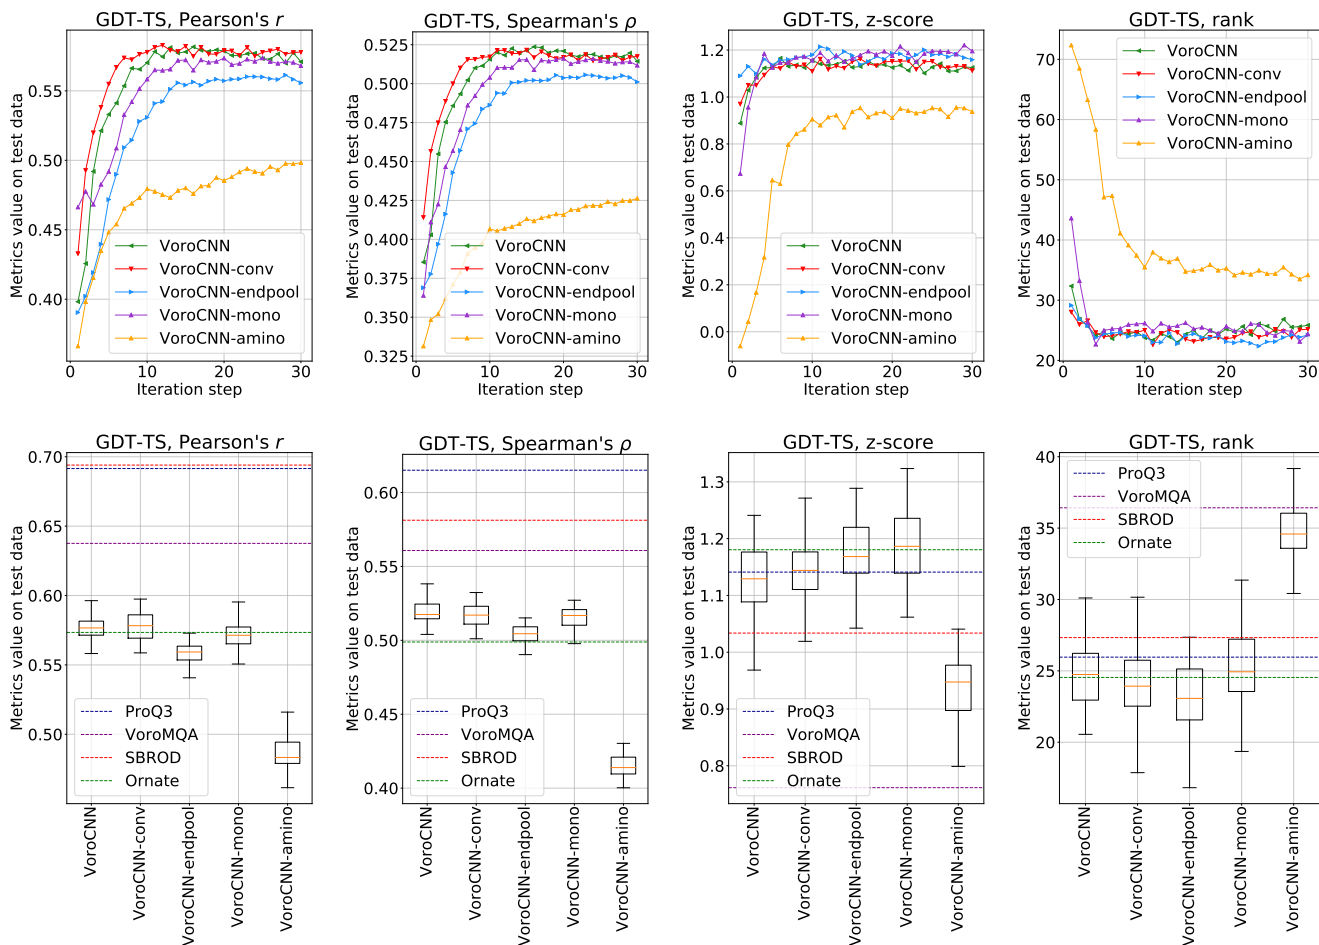 GDT-TS, Pearson's r
Metrics value on test data
0.55
0.50
0.45
0.40
0
10
20
30
Iteration step
VoroCNN
VoroCNN-conv
VoroCNN-endpool
VoroCNN-mono
VoroCNN-amino
GDT-TS, Spearman's ρ
Metrics value on test data
0.525
0.500
0.475
0.450
0.425
0.400
0.375
0.350
0.325
0
10
20
30
Iteration step
VoroCNN
VoroCNN-conv
VoroCNN-endpool
VoroCNN-mono
VoroCNN-amino
GDT-TS, z-score
Metrics value on test data
1.2
1.0
0.8
0.6
0.4
0.2
0.0
0
10
20
30
Iteration step
VoroCNN
VoroCNN-conv
VoroCNN-endpool
VoroCNN-mono
VoroCNN-amino
GDT-TS, rank
Metrics value on test data
70
60
50
40
30
20
0
10
20
30
Iteration step
VoroCNN
VoroCNN-conv
VoroCNN-endpool
VoroCNN-mono
VoroCNN-amino
GDT-TS, Pearson's r
Metrics value on test data
0.70
0.65
0.60
0.55
0.50
ProQ3
VoroMQA
SBROD
Ornate
VoroCNN
VoroCNN-conv
VoroCNN-endpool
VoroCNN-mono
VoroCNN-amino
GDT-TS, Spearman's ρ
Metrics value on test data
0.60
0.55
0.50
0.45
0.40
ProQ3
VoroMQA
SBROD
Ornate
VoroCNN
VoroCNN-conv
VoroCNN-endpool
VoroCNN-mono
VoroCNN-amino
GDT-TS, z-score
Metrics value on test data
1.3
1.2
1.1
1.0
0.9
0.8
ProQ3
VoroMQA
SBROD
Ornate
VoroCNN
VoroCNN-conv
VoroCNN-endpool
VoroCNN-mono
VoroCNN-amino
GDT-TS, rank
Metrics value on test data
40
35
30
25
20
ProQ3
VoroMQA
SBROD
Ornate
VoroCNN
VoroCNN-conv
VoroCNN-endpool
VoroCNN-mono
VoroCNN-amino